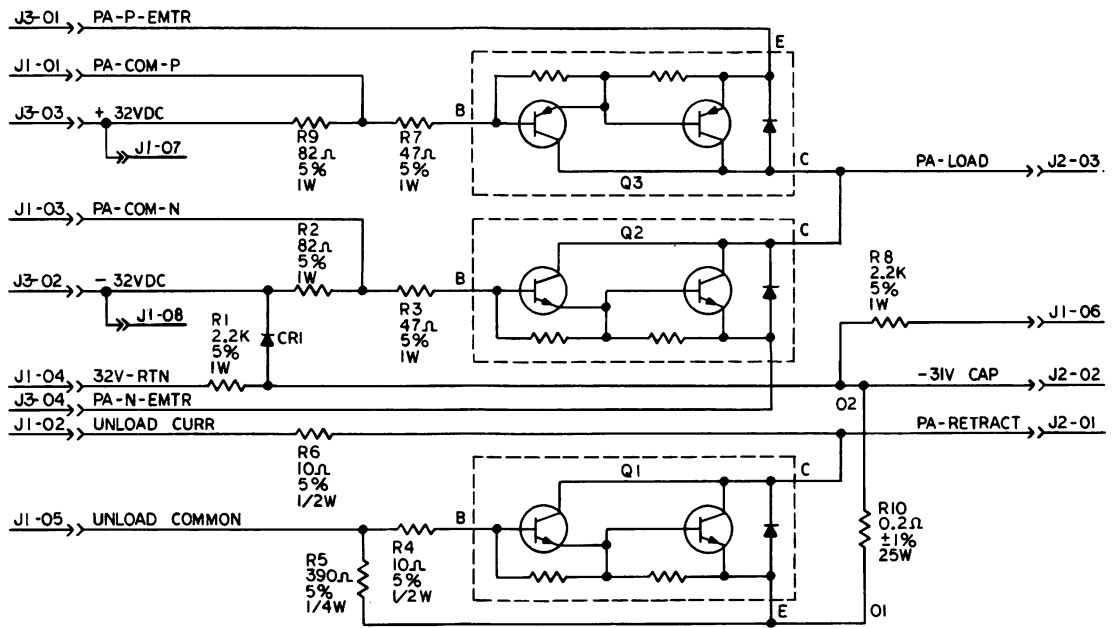 J3-01 PA-P-EMTR
E
J1-01 PA-COM-P
J3-03 + 32VDC
B
J1-07
R9
82Ω
5%
1W
R7
47Ω
5%
1W
C
Q3
PA-LOAD J2-03
J1-03 PA-COM-N
R2
82Ω
5%
1W
Q2
C
J3-02 - 32VDC
B
J1-08
R3
47Ω
5%
1W
R8
2.2K
5%
1W
J1-06
R1
2.2K
5%
1W
CR1
J1-04 32V-RTN
-31V CAP J2-02
J3-04 PA-N-EMTR
02
J1-02 UNLOAD CURR
PA-RETRACT J2-01
R6
10Ω
5%
1/2W
Q1
C
J1-05 UNLOAD COMMON
B
R4
10Ω
5%
1/2W
R5
390Ω
5%
1/4W
R10
0.2Ω
±1%
25W
E
01